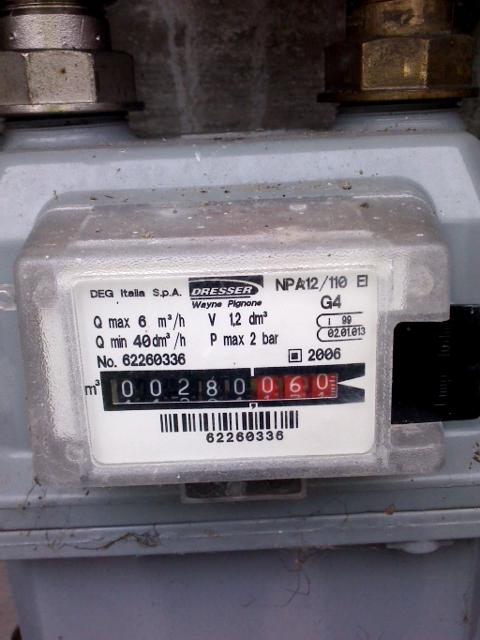 DEG Italia S.p.A. DRESSER NPA12/110 EI
Wayne Pignone G4
Q max 6 m³/h V 1,2 dm³ I 99
Q min 40dm³/h P max 2 bar 02.01.013
No. 62260336 2006
m³ 00280060
62260336